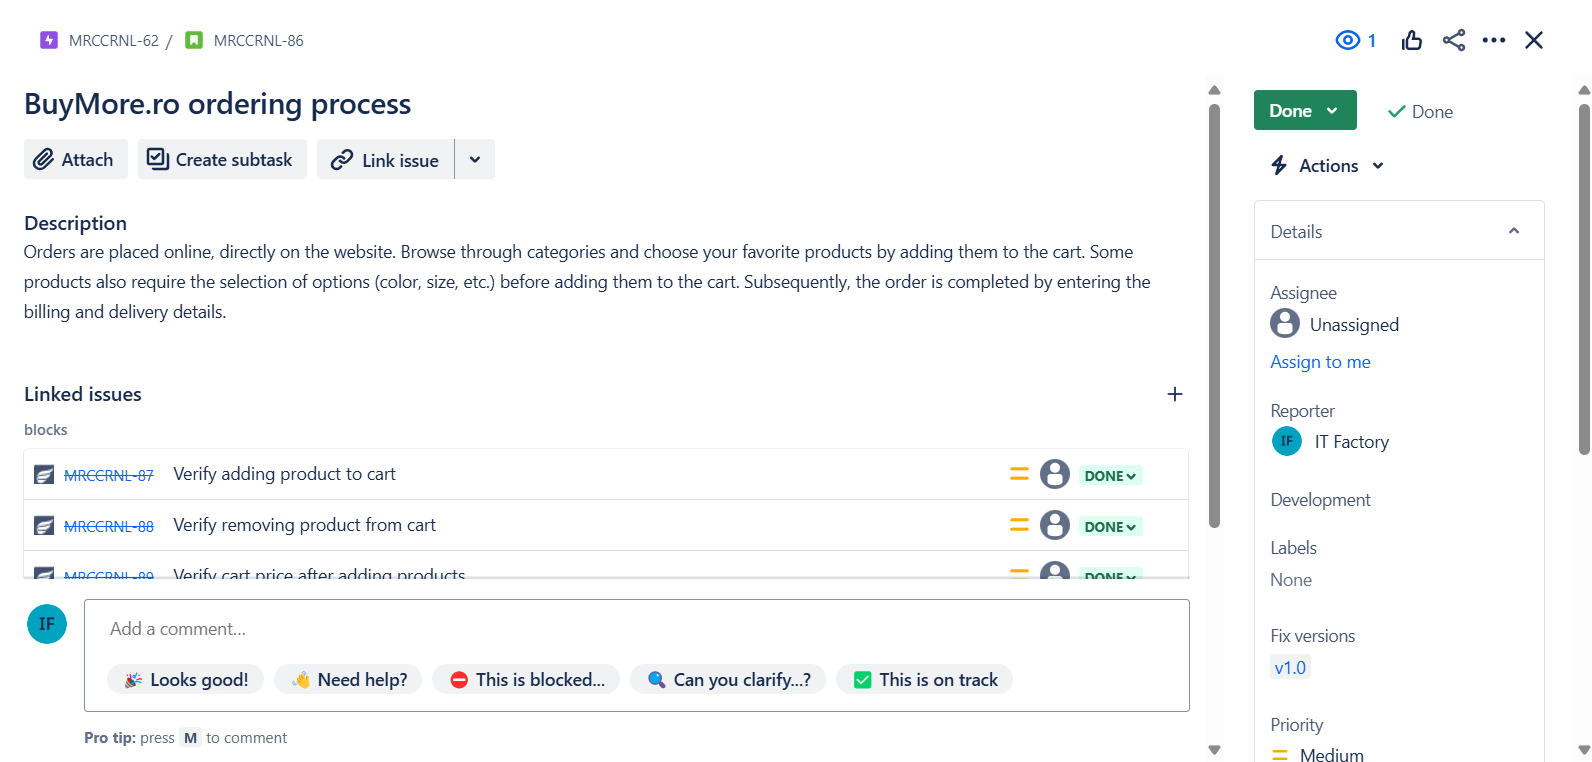 MRCCRNL-62 / MRCCRNL-86
1
BuyMore.ro ordering process
Attach
Create subtask
Link issue
Description
Orders are placed online, directly on the website. Browse through categories and choose your favorite products by adding them to the cart. Some
products also require the selection of options (color, size, etc.) before adding them to the cart. Subsequently, the order is completed by entering the
billing and delivery details.
Linked issues
blocks
MRCCRNL-87 Verify adding product to cart DONE
MRCCRNL-88 Verify removing product from cart DONE
MRCCRNL-89 Verify cart price after adding products DONE
IF
Add a comment...
Looks good!
Need help?
This is blocked...
Can you clarify...?
This is on track
Pro tip: press M to comment
Done
Done
Actions
Details
Assignee
Unassigned
Assign to me
Reporter
IF IT Factory
Development
Labels
None
Fix versions
v1.0
Priority
Medium